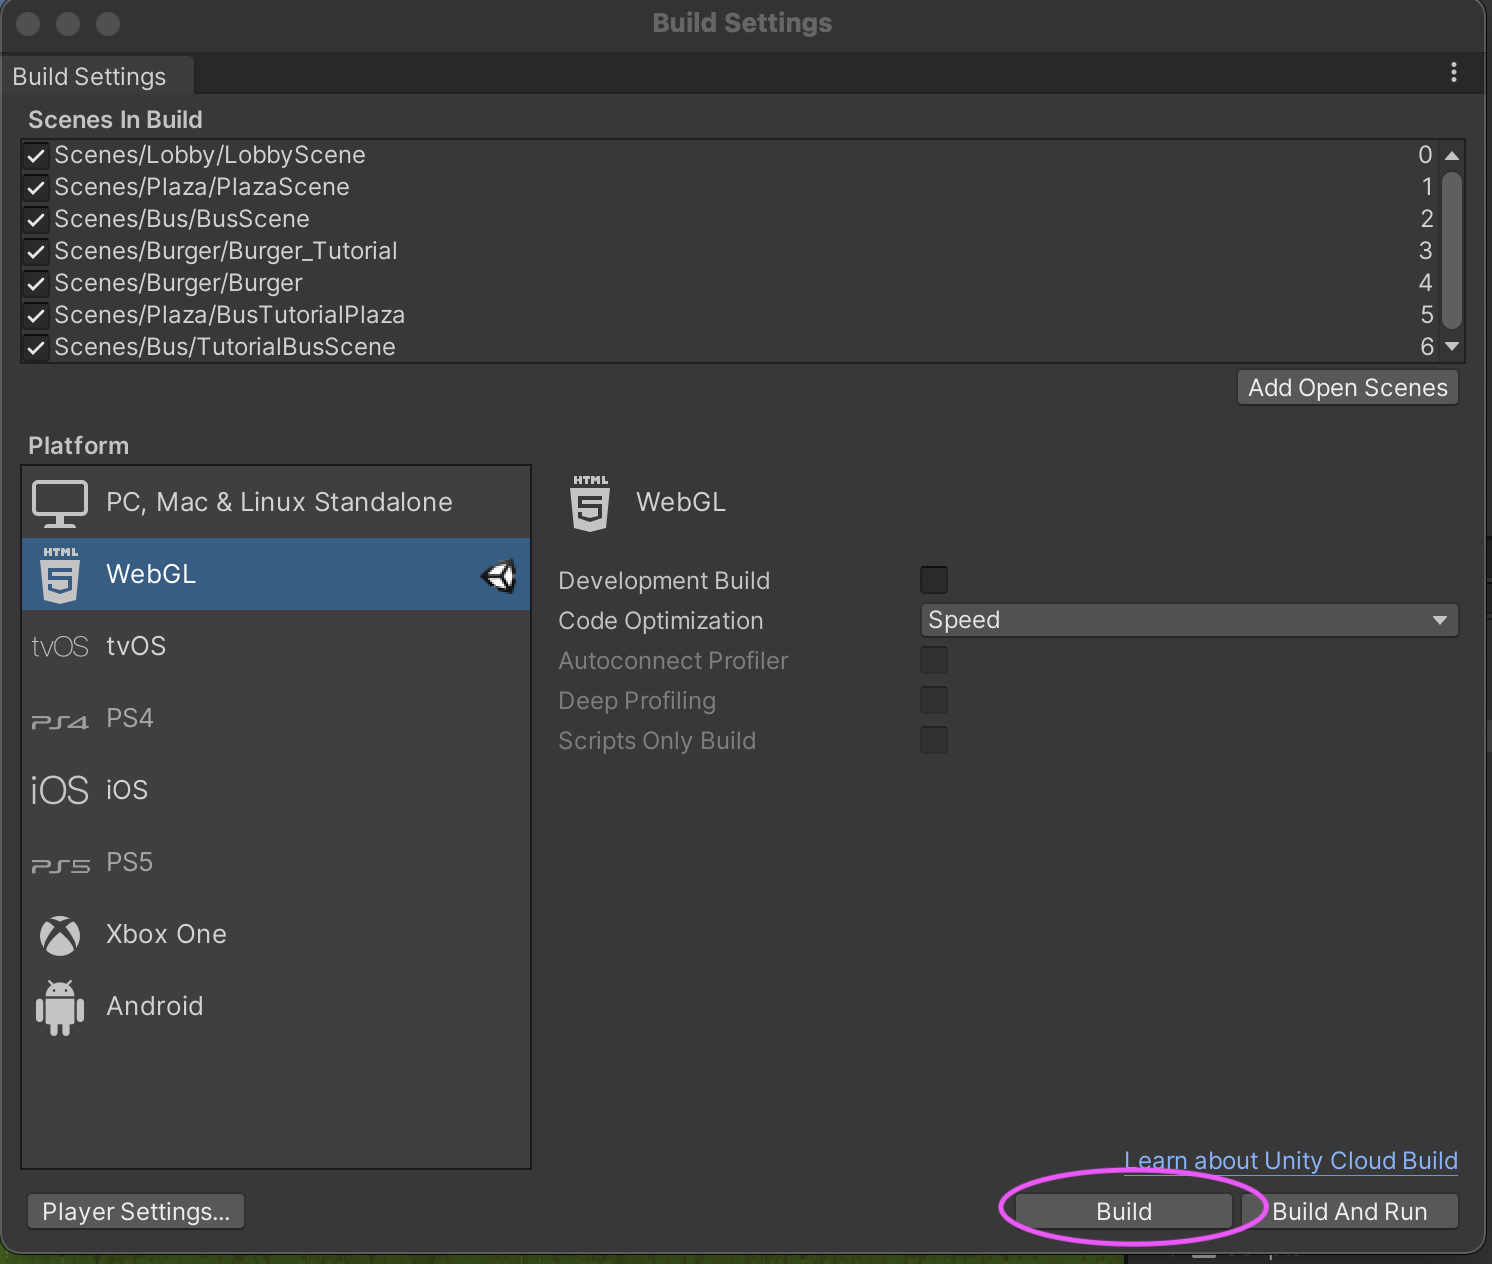 Build Settings
Build Settings
Scenes In Build
Scenes/Lobby/LobbyScene 0
Scenes/Plaza/PlazaScene 1
Scenes/Bus/BusScene 2
Scenes/Burger/Burger_Tutorial 3
Scenes/Burger/Burger 4
Scenes/Plaza/BusTutorialPlaza 5
Scenes/Bus/TutorialBusScene 6
Add Open Scenes
Platform
PC, Mac & Linux Standalone
HTML 5 WebGL
tvOS tvOS
PS4 PS4
iOS iOS
PS5 PS5
Xbox One
Android
HTML 5 WebGL
Development Build
Code Optimization Speed
Autoconnect Profiler
Deep Profiling
Scripts Only Build
Learn about Unity Cloud Build
Player Settings... Build Build And Run